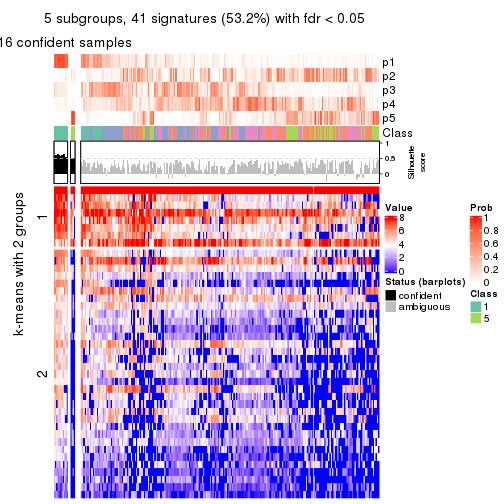 5 subgroups, 41 signatures (53.2%) with fdr < 0.05
16 confident samples
p1
p2
p3
p4
p5
Class
1
0.5
0
Silhouette
score
k-means with 2 groups
1
2
Value
8
6
4
2
0
Prob
1
0.8
0.6
0.4
0.2
0
Status (barplots)
confident
ambiguous
Class
1
5